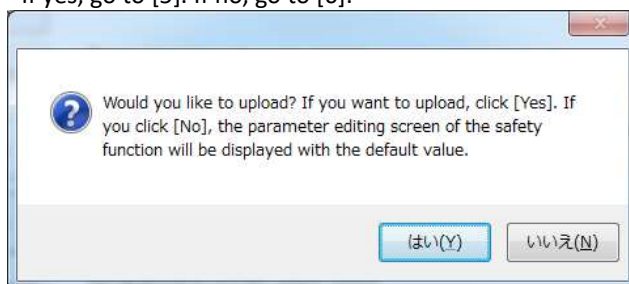 If yes, go to [5]. If no, go to [6].
Would you like to upload? If you want to upload, click [Yes]. If
you click [No], the parameter editing screen of the safety
function will be displayed with the default value.
はい(Y)
いいえ(N)